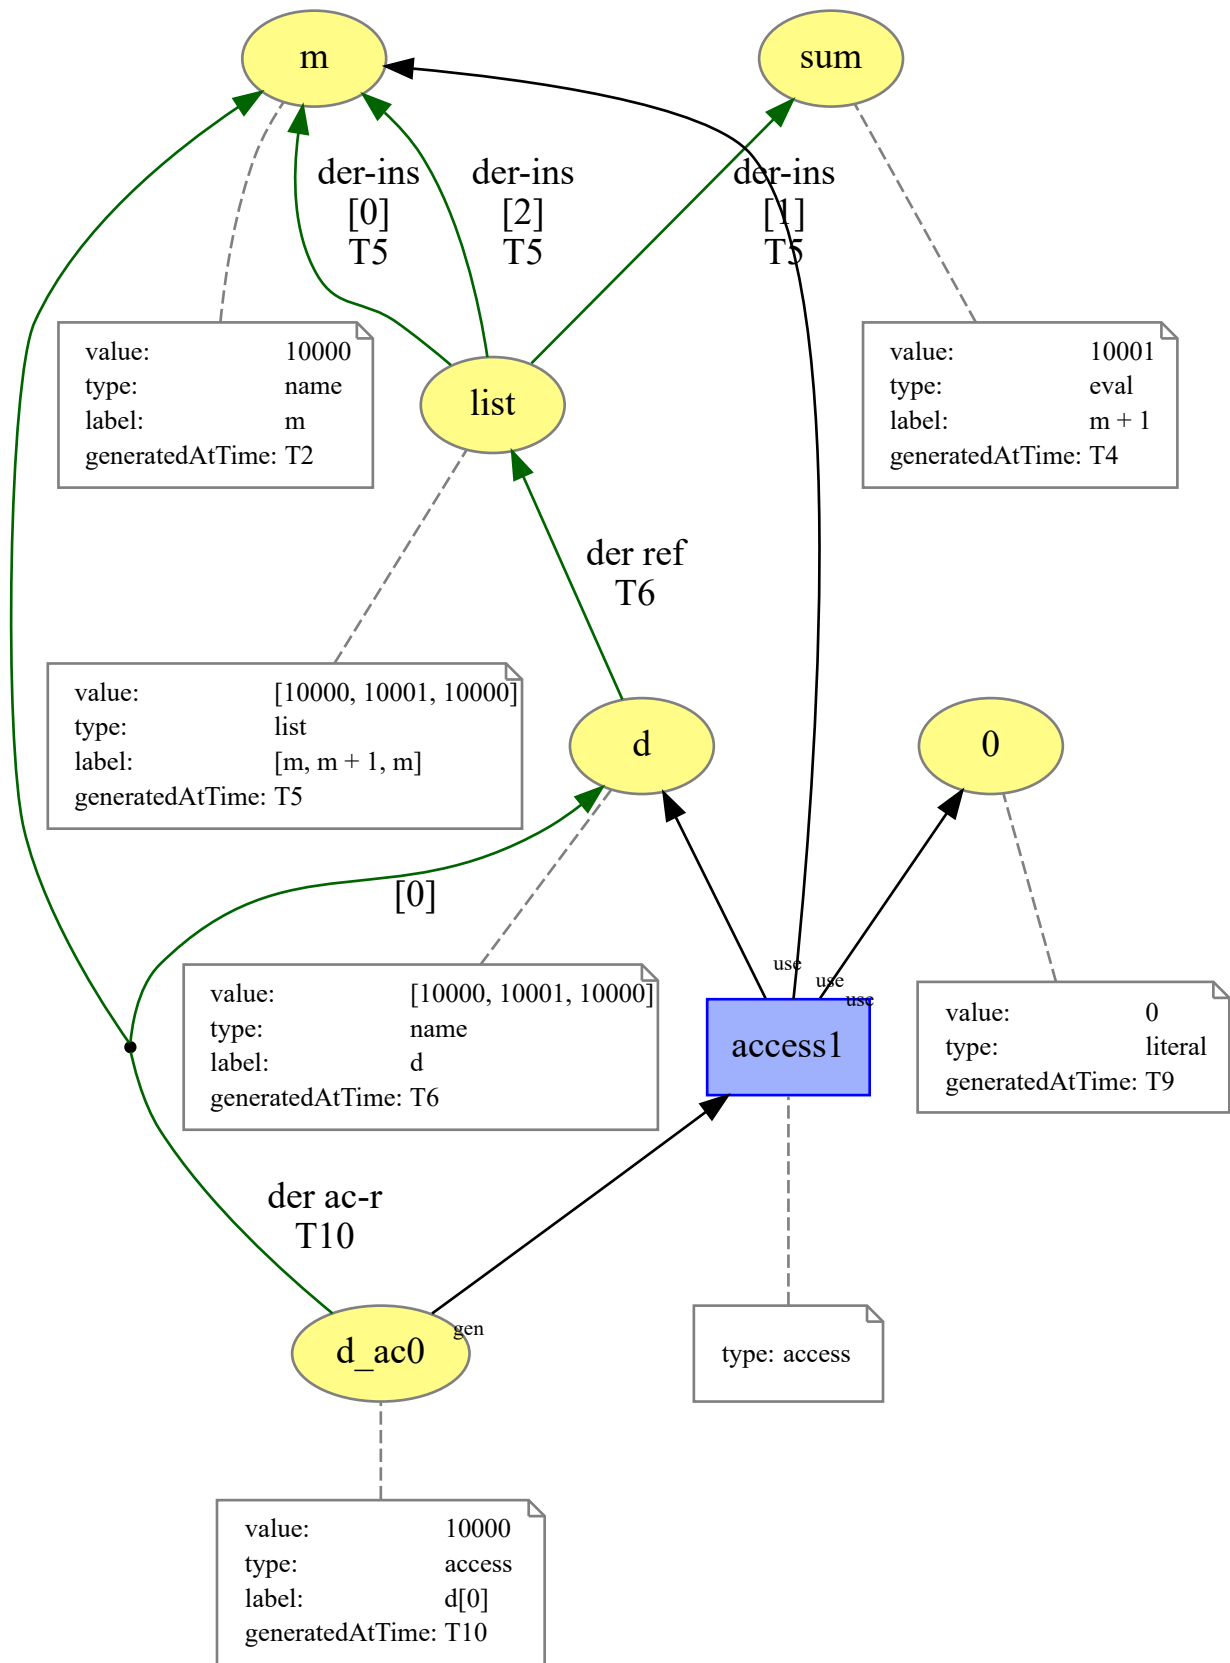 m
sum
der-ins
[0]
T5
der-ins
[2]
T5
der-ins
[1]
T5
value: 10000
type: name
label: m
generatedAtTime: T2
list
value: 10001
type: eval
label: m + 1
generatedAtTime: T4
der ref
T6
value: [10000, 10001, 10000]
type: list
label: [m, m + 1, m]
generatedAtTime: T5
d
0
[0]
value: [10000, 10001, 10000]
type: name
label: d
generatedAtTime: T6
use
use
use
access1
value: 0
type: literal
generatedAtTime: T9
der ac-r
T10
d_ac0
gen
type: access
value: 10000
type: access
label: d[0]
generatedAtTime: T10